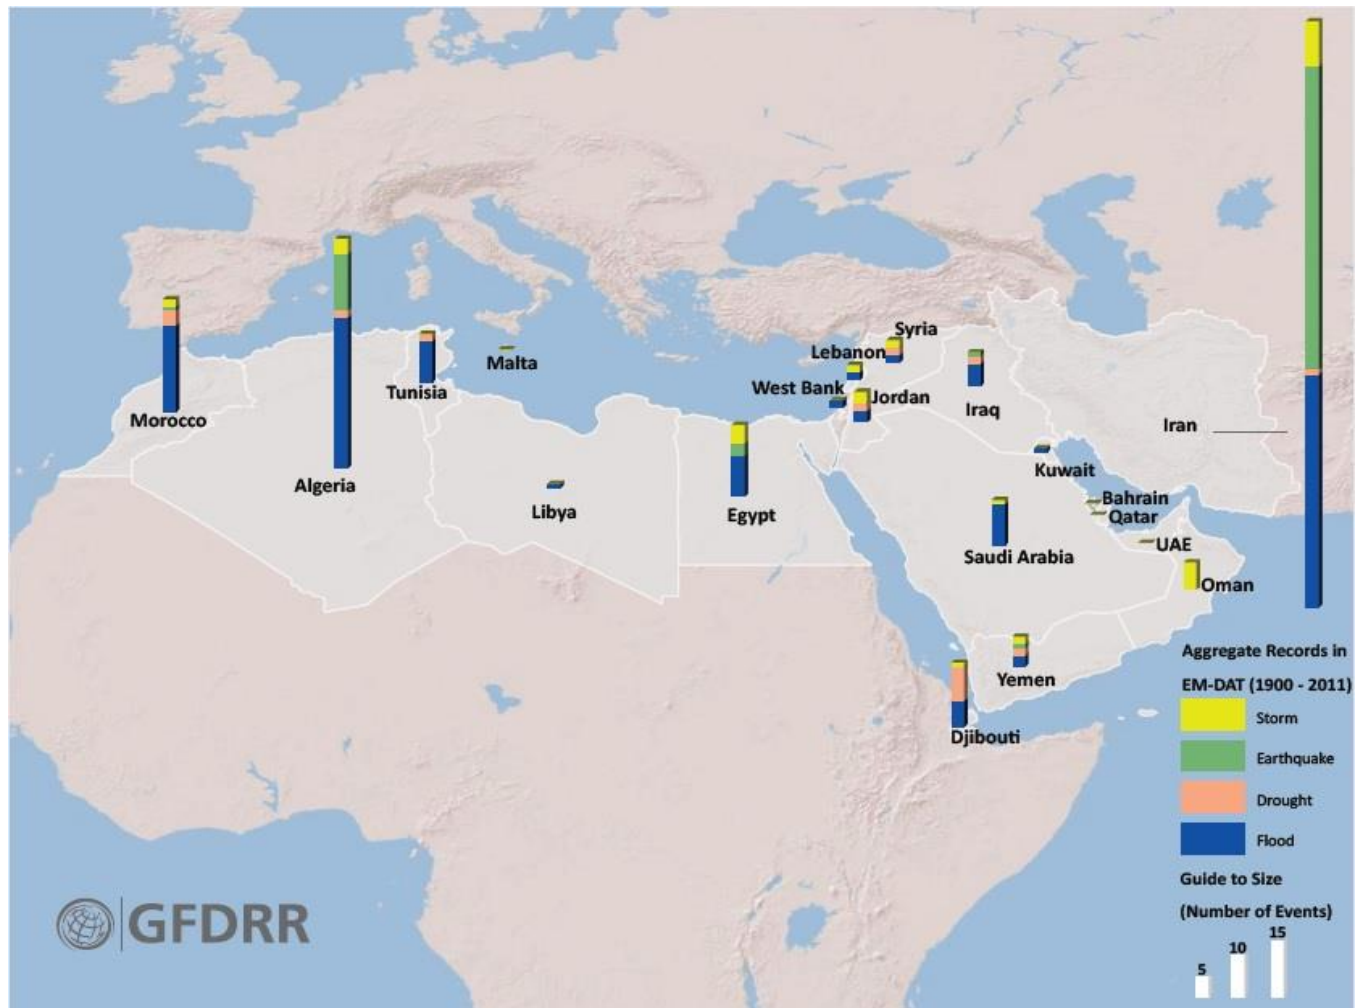 Syria
Lebanon
Malta
West Bank
Tunisia
Jordan
Iraq
Morocco
Iran
Kuwait
Algeria
Bahrain
Libya
Egypt
Qatar
UAE
Saudi Arabia
Oman
Yemen
Djibouti
Aggregate Records in
EM-DAT (1900 - 2011)
Storm
Earthquake
Drought
Flood
Guide to Size
(Number of Events)
5
10
15
GFDRR